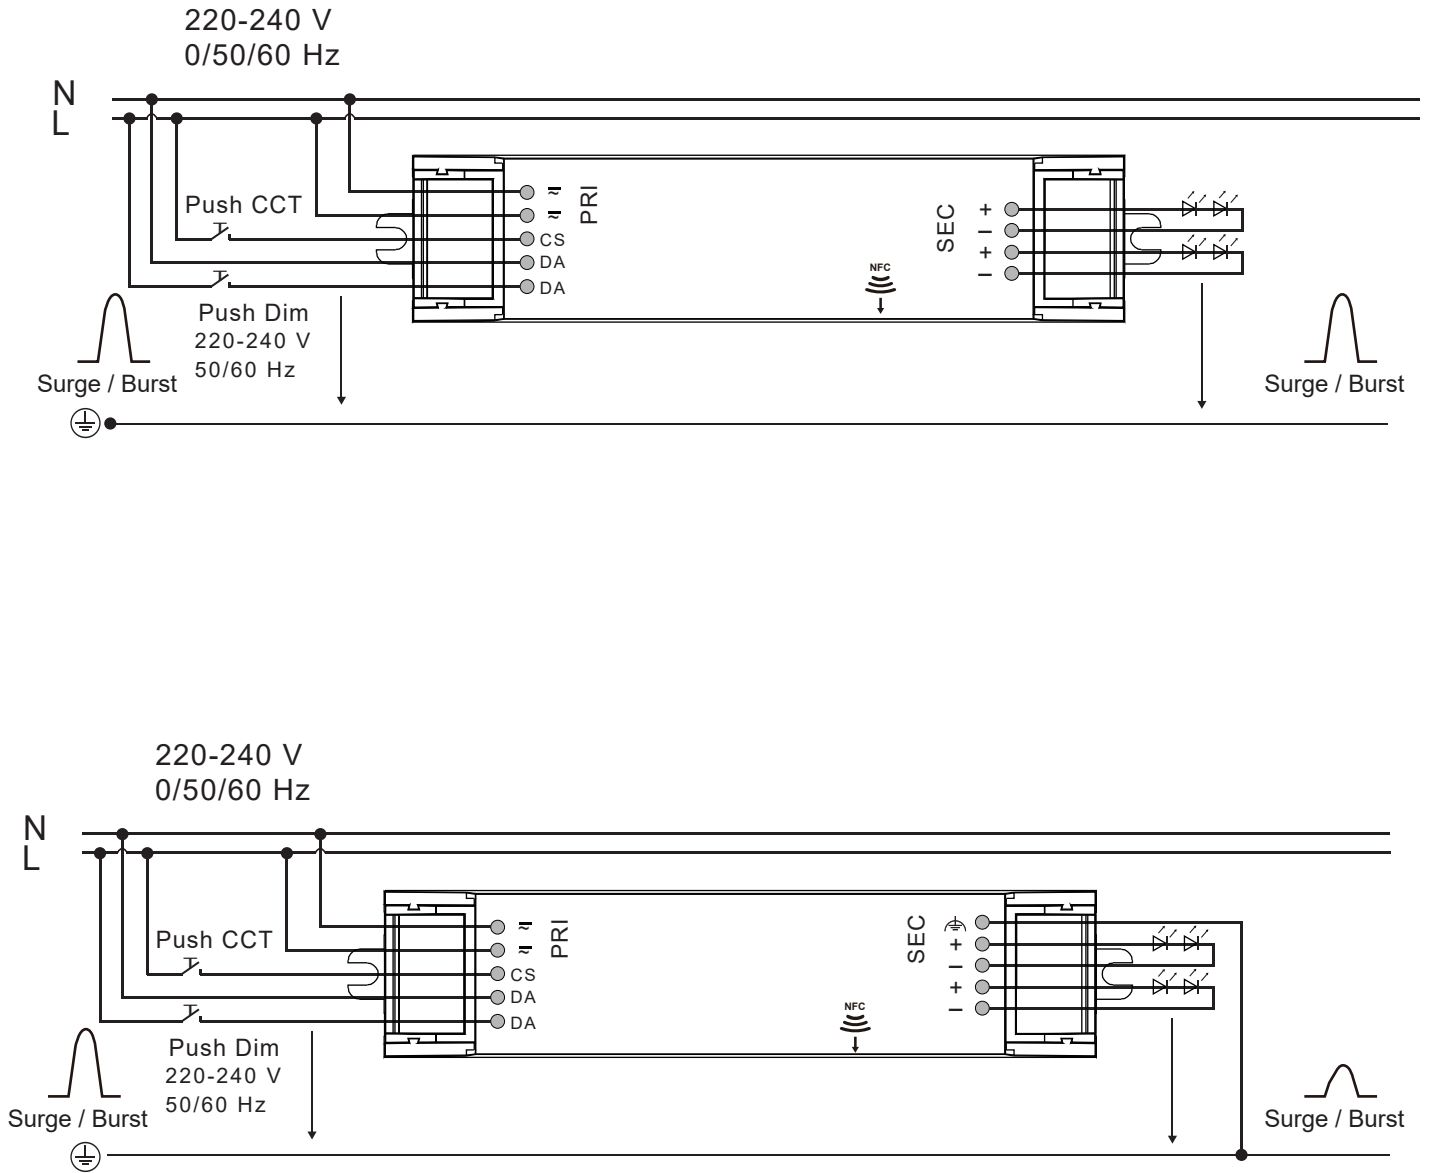 220-240 V
0/50/60 Hz
N
L
Push CCT
PRI
CS
DA
DA
SEC
+
–
+
–
NFC
Push Dim
220-240 V
50/60 Hz
Surge / Burst
Surge / Burst
220-240 V
0/50/60 Hz
N
L
Push CCT
PRI
CS
DA
DA
SEC
+
–
+
–
NFC
Push Dim
220-240 V
50/60 Hz
Surge / Burst
Surge / Burst